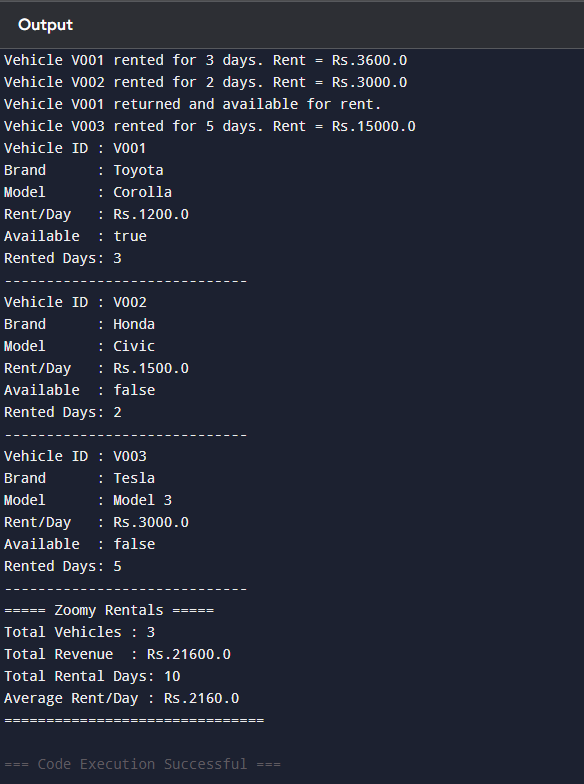 Output
Vehicle V001 rented for 3 days. Rent = Rs.3600.0
Vehicle V002 rented for 2 days. Rent = Rs.3000.0
Vehicle V001 returned and available for rent.
Vehicle V003 rented for 5 days. Rent = Rs.15000.0
Vehicle ID : V001
Brand      : Toyota
Model      : Corolla
Rent/Day   : Rs.1200.0
Available  : true
Rented Days: 3
-----------------------------
Vehicle ID : V002
Brand      : Honda
Model      : Civic
Rent/Day   : Rs.1500.0
Available  : false
Rented Days: 2
-----------------------------
Vehicle ID : V003
Brand      : Tesla
Model      : Model 3
Rent/Day   : Rs.3000.0
Available  : false
Rented Days: 5
-----------------------------
===== Zoomy Rentals =====
Total Vehicles : 3
Total Revenue  : Rs.21600.0
Total Rental Days: 10
Average Rent/Day : Rs.2160.0
===============================
=== Code Execution Successful ===